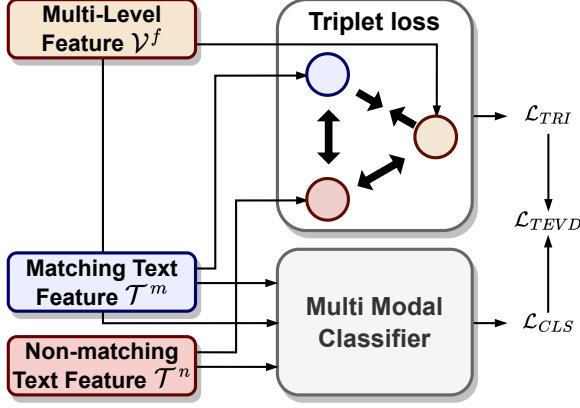 Multi-Level
Feature 𝒱^f
Triplet loss
ℒ_TRI
ℒ_TEVD
Matching Text
Feature 𝒯^m
Multi Modal
Classifier
ℒ_CLS
Non-matching
Text Feature 𝒯^n